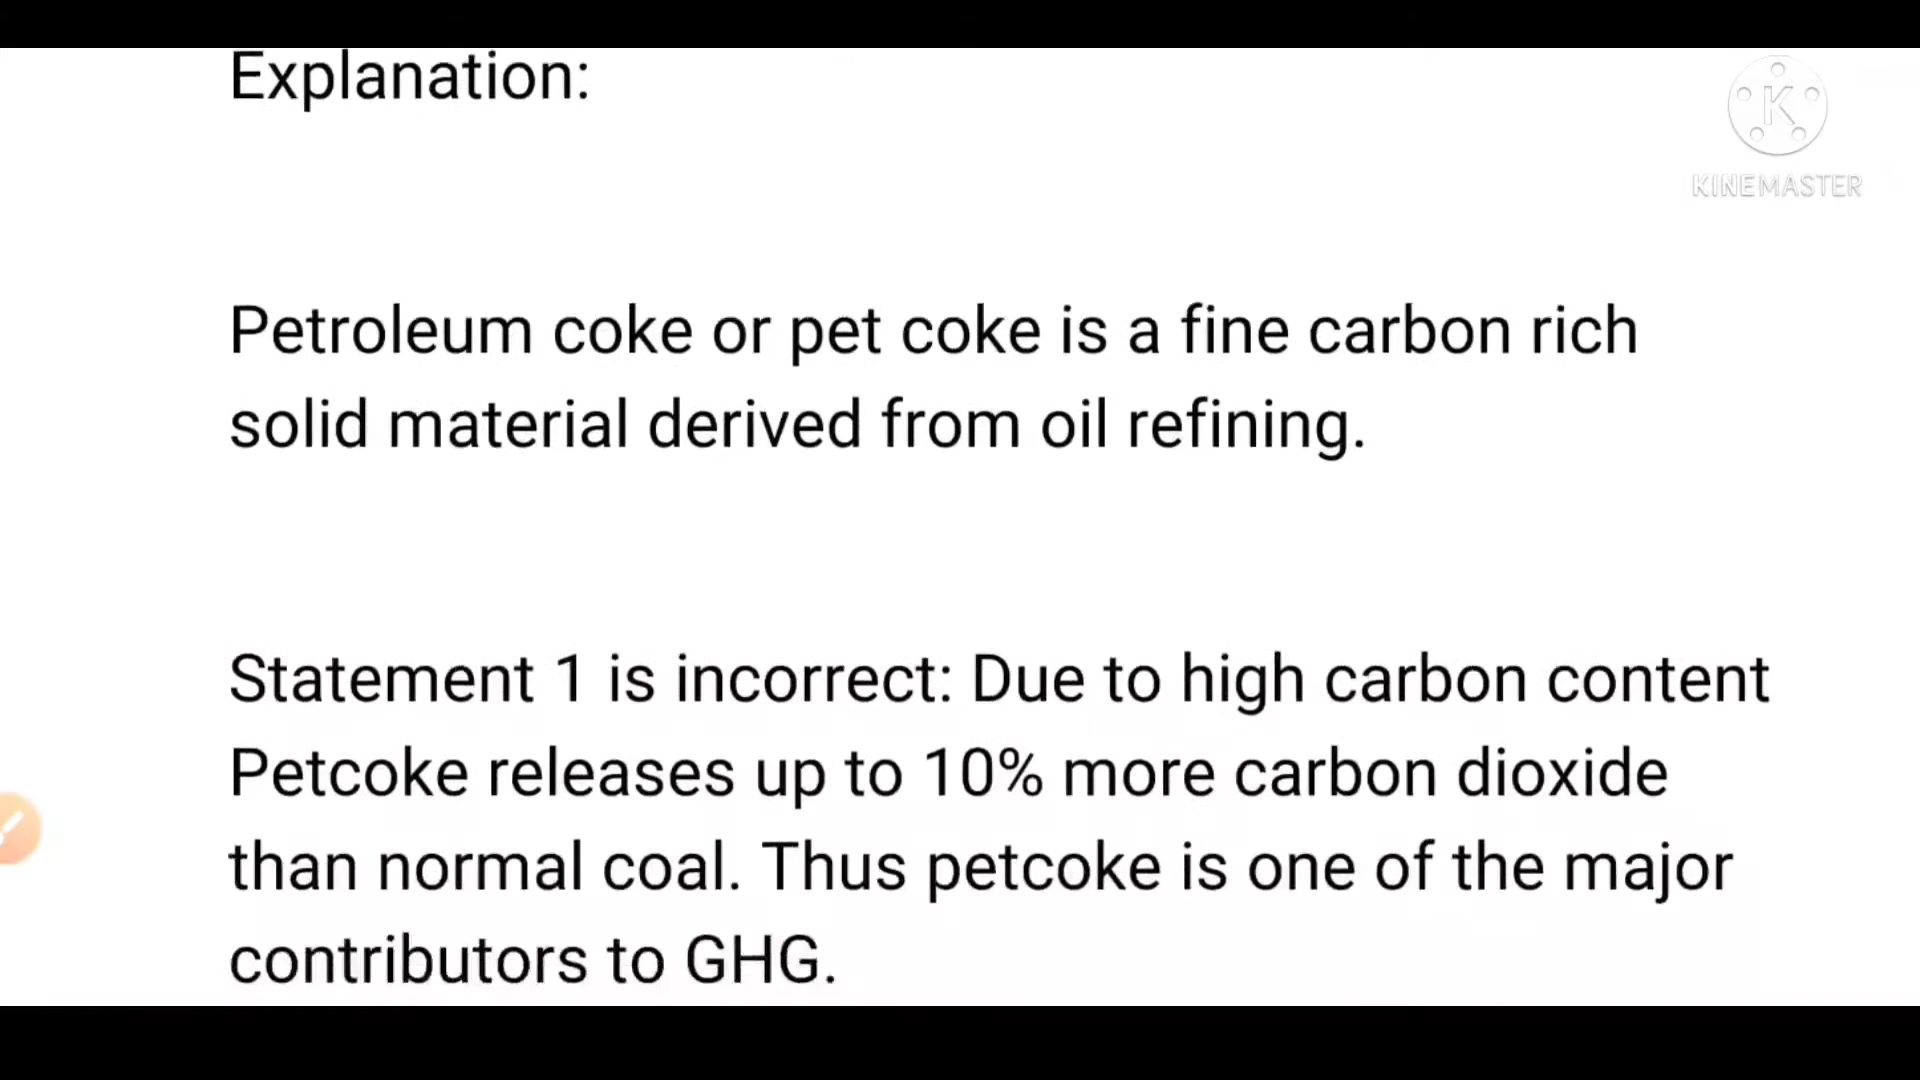 Explanation:
K
KINEMASTER
Petroleum coke or pet coke is a fine carbon rich
solid material derived from oil refining.
Statement 1 is incorrect: Due to high carbon content
Petcoke releases up to 10% more carbon dioxide
than normal coal. Thus petcoke is one of the major
contributors to GHG.